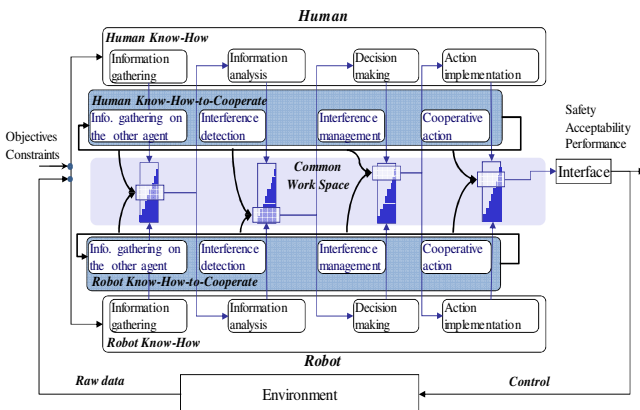 Human
Human Know-How
Information
gathering
Information
analysis
Decision
making
Action
implementation
Human Know-How-to-Cooperate
Info. gathering on
the other agent
Interference
detection
Interference
management
Cooperative
action
Objectives
Constraints
Safety
Acceptability
Performance
Common
Work Space
Interface
Info. gathering on
the other agent
Interference
detection
Interference
management
Cooperative
action
Robot Know-How-to-Cooperate
Information
gathering
Information
analysis
Decision
making
Action
implementation
Robot Know-How
Robot
Raw data
Environment
Control